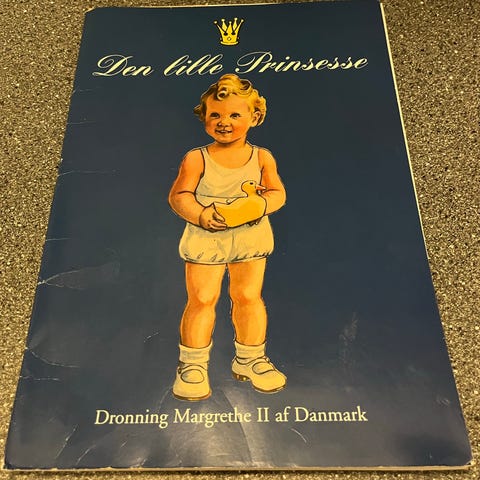 Den lille Prinsesse
Dronning Margrethe II af Danmark